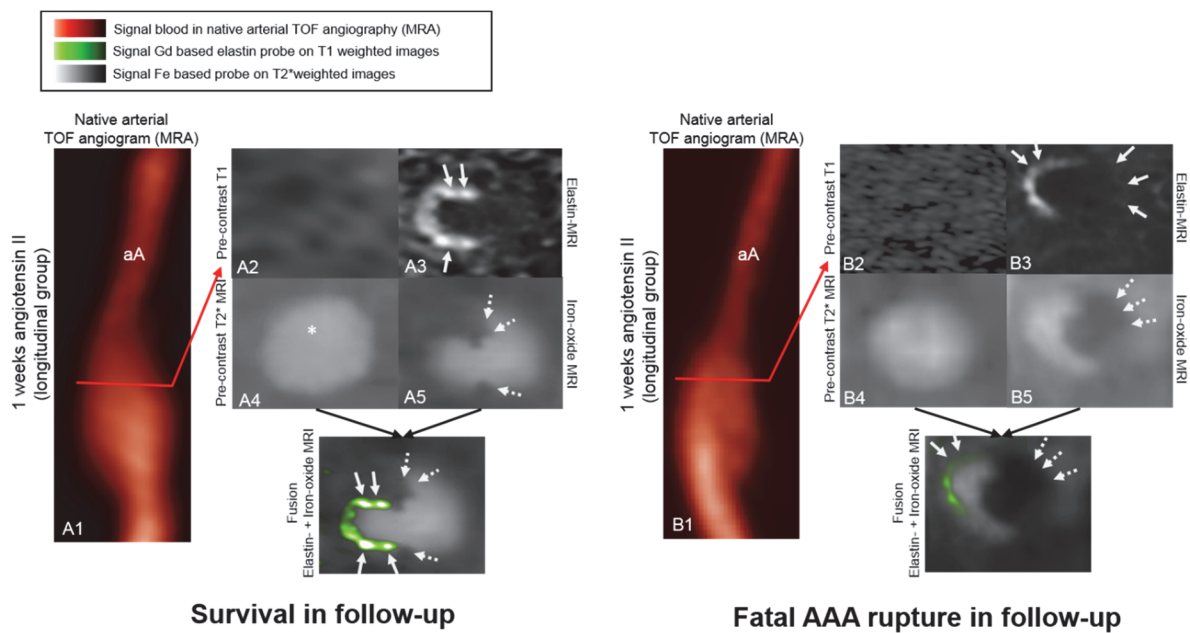 Signal blood in native arterial TOF angiography (MRA)
Signal Gd based elastin probe on T1 weighted images
Signal Fe based probe on T2*weighted images
Native arterial
TOF angiogram (MRA)
1 weeks angiotensin II
(longitudinal group)
aA
A1
Pre-contrast T1
A2
A3
Elastin-MRI
Pre-contrast T2* MRI
*
A4
A5
Iron-oxide MRI
Fusion
Elastin- + Iron-oxide MRI
Survival in follow-up
Native arterial
TOF angiogram (MRA)
1 weeks angiotensin II
(longitudinal group)
aA
B1
Pre-contrast T1
B2
B3
Elastin-MRI
Pre-contrast T2* MRI
B4
B5
Iron-oxide MRI
Fusion
Elastin- + Iron-oxide MRI
Fatal AAA rupture in follow-up